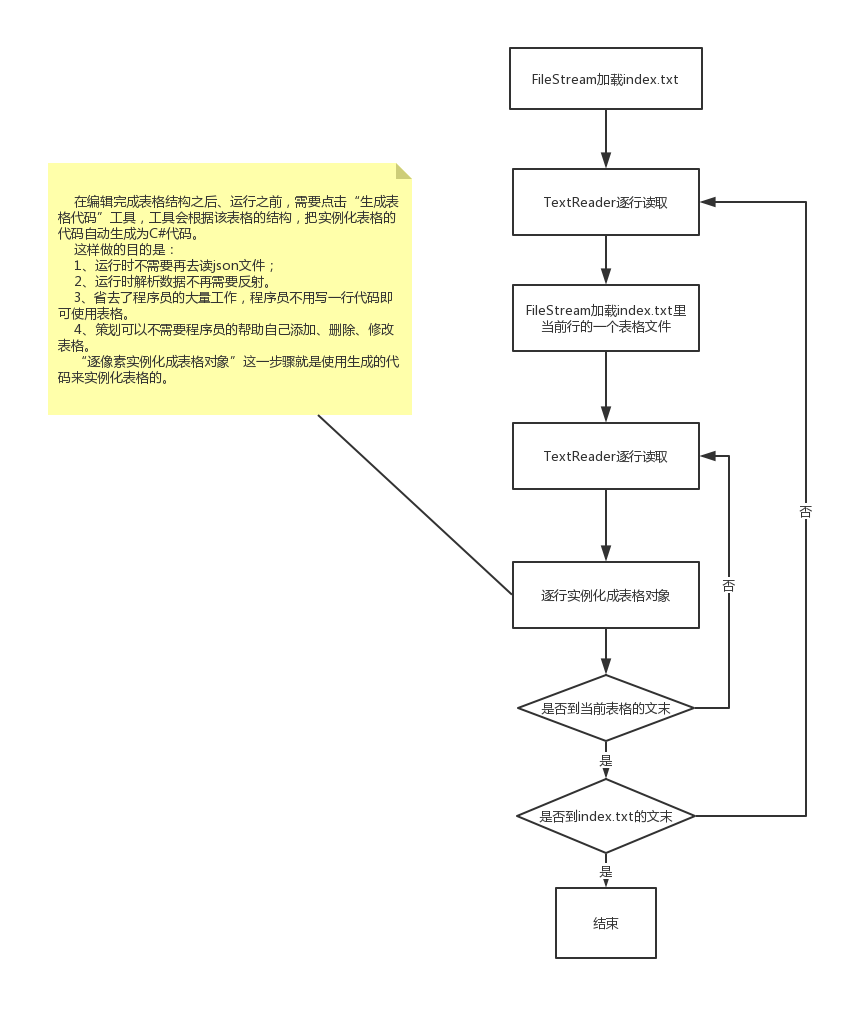 FileStream加载index.txt
TextReader逐行读取
FileStream加载index.txt里
当前行的一个表格文件
TextReader逐行读取
逐行实例化成表格对象
是否到当前表格的文末
是
否
是否到index.txt的文末
是
否
结束
在编辑完成表格结构之后、运行之前，需要点击“生成表
格代码”工具，工具会根据该表格的结构，把实例化表格的
代码自动生成为C#代码。
这样做的目的是：
1、运行时不需要再去读json文件；
2、运行时解析数据不再需要反射。
3、省去了程序员的大量工作，程序员不用写一行代码即
可使用表格。
4、策划可以不需要程序员的帮助自己添加、删除、修改
表格。
“逐像素实例化成表格对象”这一步骤就是使用生成的代
码来实例化表格的。